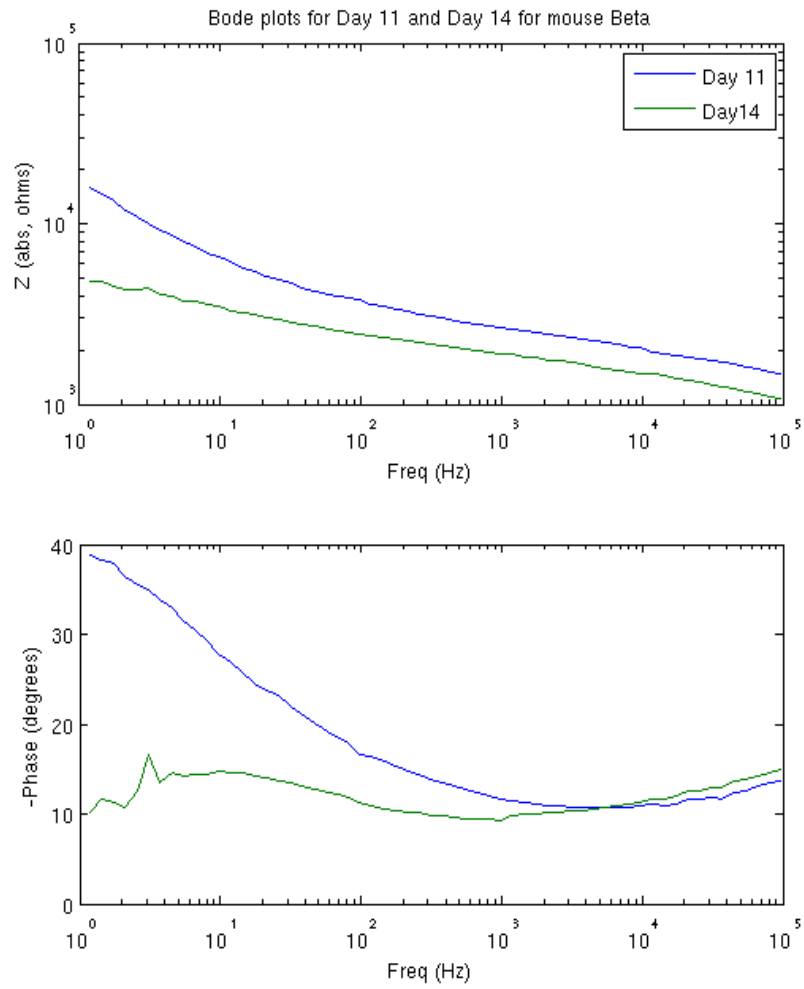 Bode plots for Day 11 and Day 14 for mouse Beta
10^5
10^4
10^3
Z (abs, ohms)
Day 11
Day14
10^0 10^1 10^2 10^3 10^4 10^5
Freq (Hz)
40
30
20
10
0
-Phase (degrees)
10^0 10^1 10^2 10^3 10^4 10^5
Freq (Hz)